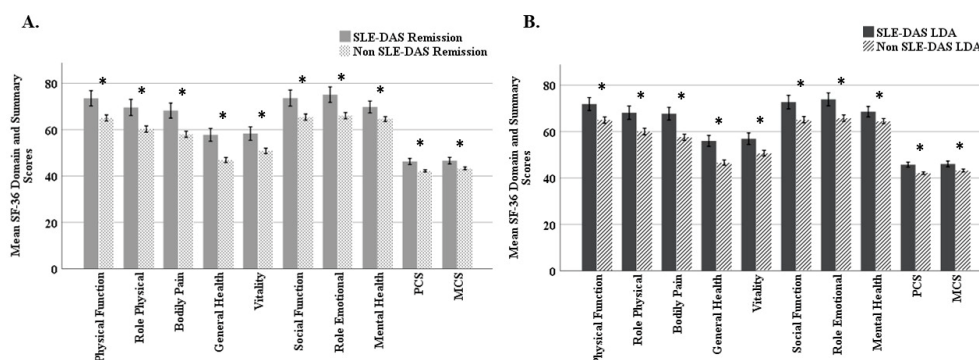 A.
SLE-DAS Remission
Non SLE-DAS Remission
Mean SF-36 Domain and Summary
Scores
80
60
40
20
0
* * * * * * * * * *
Physical Function
Role Physical
Bodily Pain
General Health
Vitality
Social Function
Role Emotional
Mental Health
PCS
MCS
B.
SLE-DAS LDA
Non SLE-DAS LDA
Mean SF-36 Domain and Summary
Scores
80
60
40
20
0
* * * * * * * * * *
Physical Function
Role Physical
Bodily Pain
General Health
Vitality
Social Function
Role Emotional
Mental Health
PCS
MCS